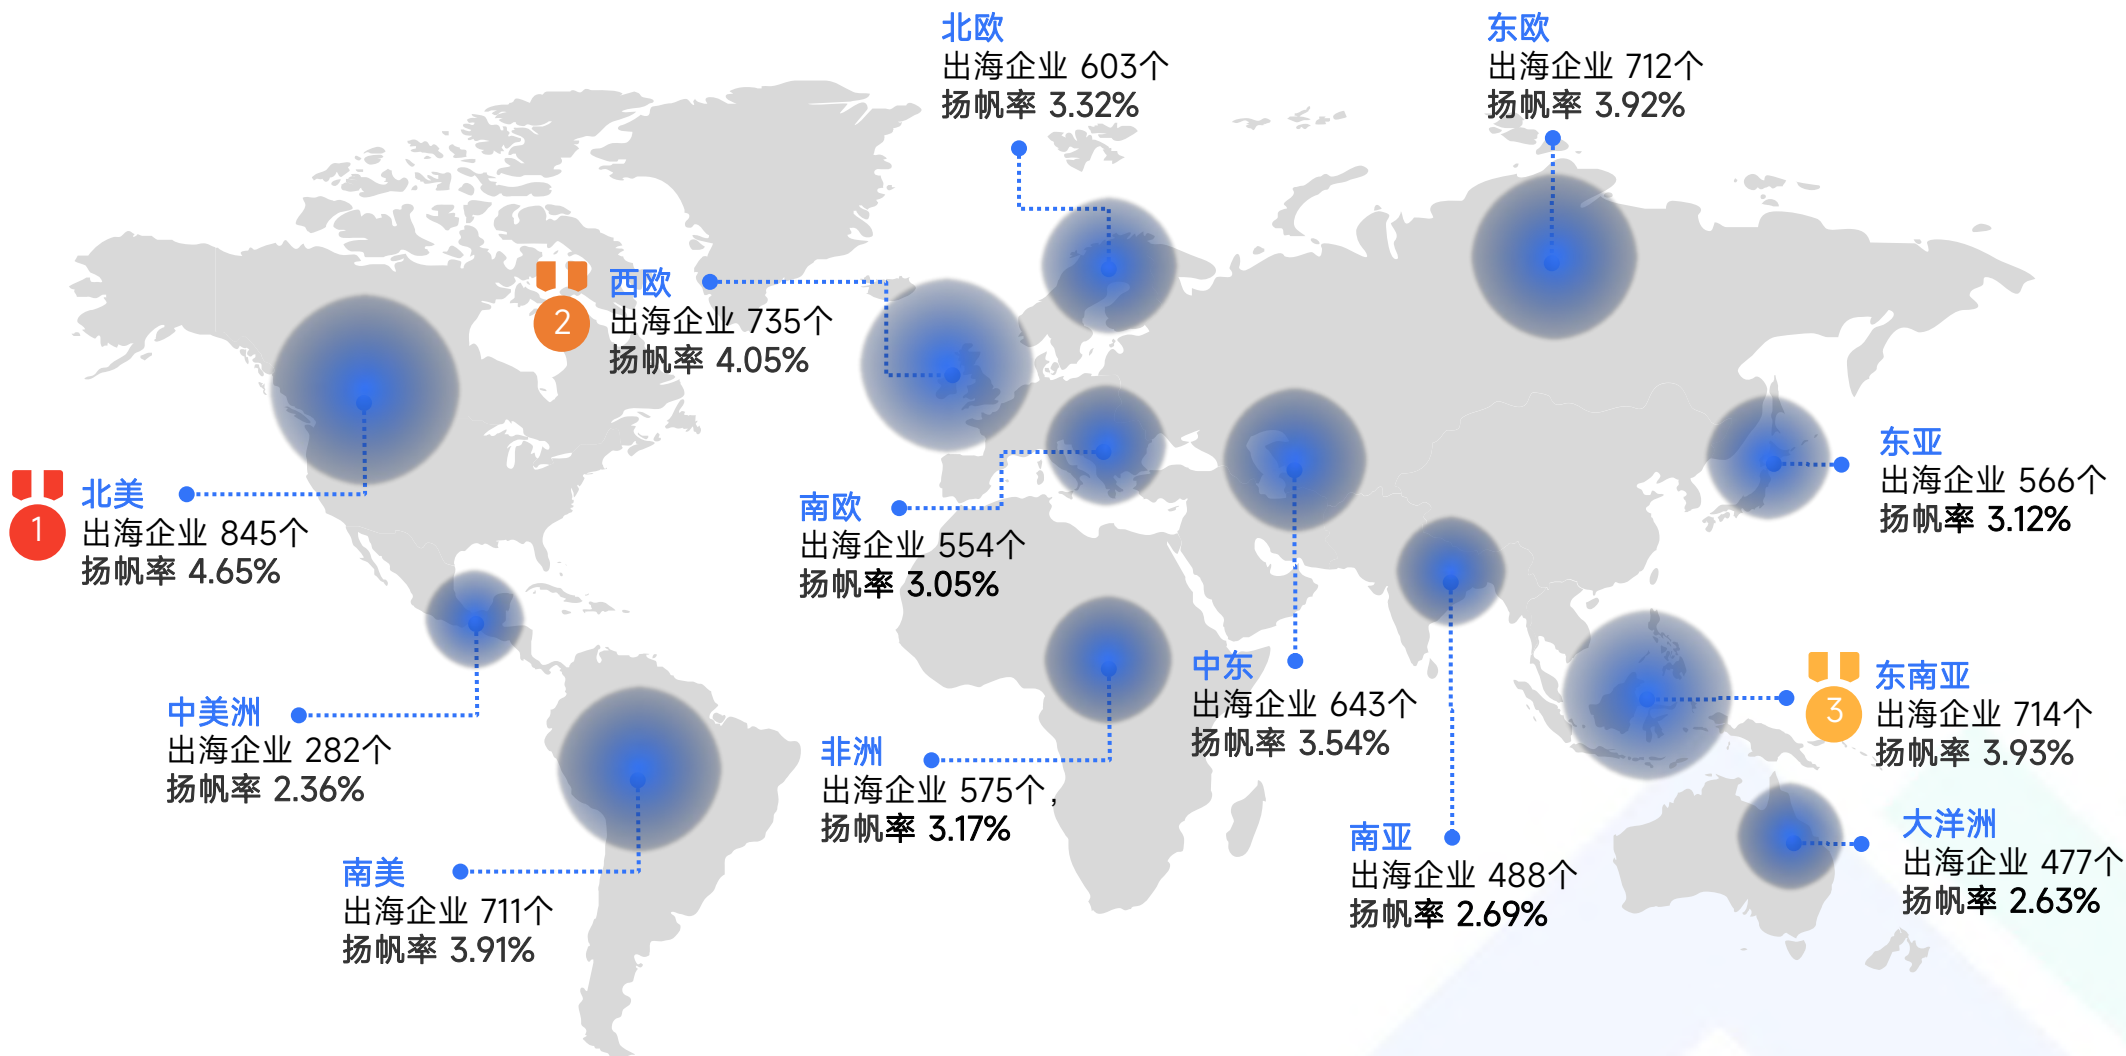 北欧
出海企业 603个
扬帆率 3.32%
东欧
出海企业 712个
扬帆率 3.92%
2
西欧
出海企业 735个
扬帆率 4.05%
1
北美
出海企业 845个
扬帆率 4.65%
南欧
出海企业 554个
扬帆率 3.05%
东亚
出海企业 566个
扬帆率 3.12%
中美洲
出海企业 282个
扬帆率 2.36%
非洲
出海企业 575个,
扬帆率 3.17%
中东
出海企业 643个
扬帆率 3.54%
3
东南亚
出海企业 714个
扬帆率 3.93%
南美
出海企业 711个
扬帆率 3.91%
南亚
出海企业 488个
扬帆率 2.69%
大洋洲
出海企业 477个
扬帆率 2.63%